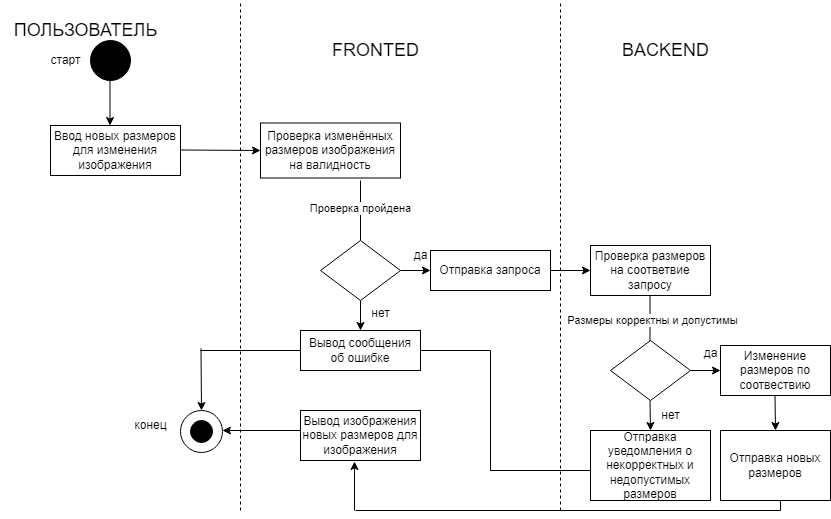 ПОЛЬЗОВАТЕЛЬ
FRONTED
BACKEND
старт
Ввод новых размеров
для изменения
изображения
Проверка изменённых
размеров изображения
на валидность
Проверка пройдена
да
Отправка запроса
Проверка размеров
на соответвие
запросу
нет
Размеры корректны и допустимы
Вывод сообщения
об ошибке
да
Изменение
размеров по
соотвествию
конец
Вывод изображения
новых размеров для
изображения
нет
Отправка
уведомления о
некорректных и
недопустимых
размеров
Отправка новых
размеров